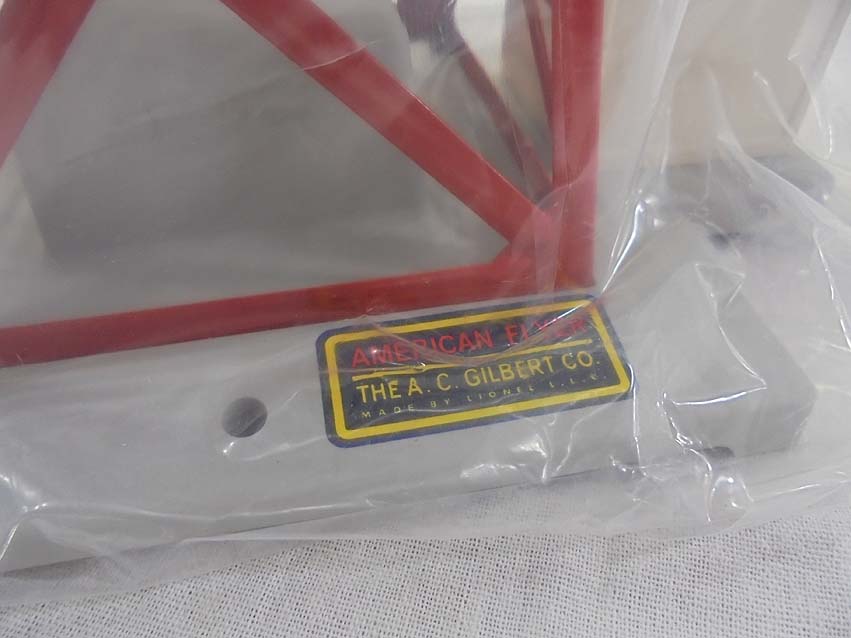 AMERICAN FLYER
THE A. C. GILBERT CO.
MADE BY LIONEL L.L.C